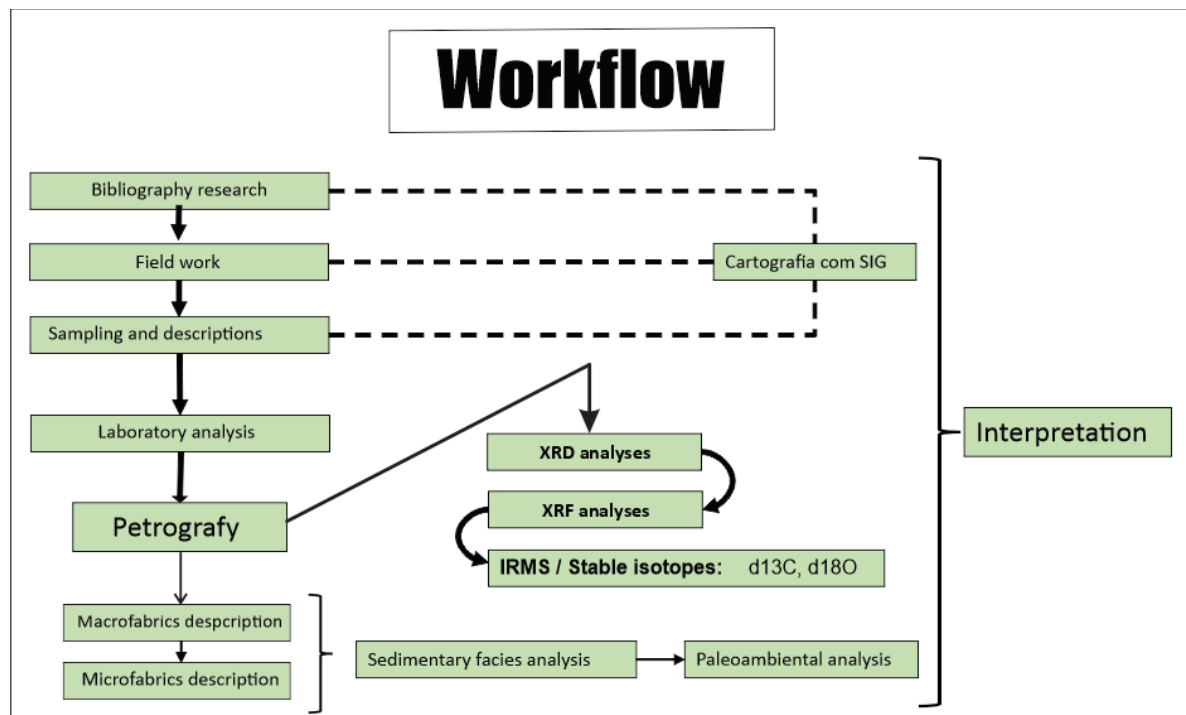 Workflow
Bibliography research
Field work
Cartografia com SIG
Sampling and descriptions
Laboratory analysis
XRD analyses
Interpretation
XRF analyses
Petrografy
IRMS / Stable isotopes: d13C, d18O
Macrofabrics despcription
Microfabrics description
Sedimentary facies analysis
Paleoambiental analysis